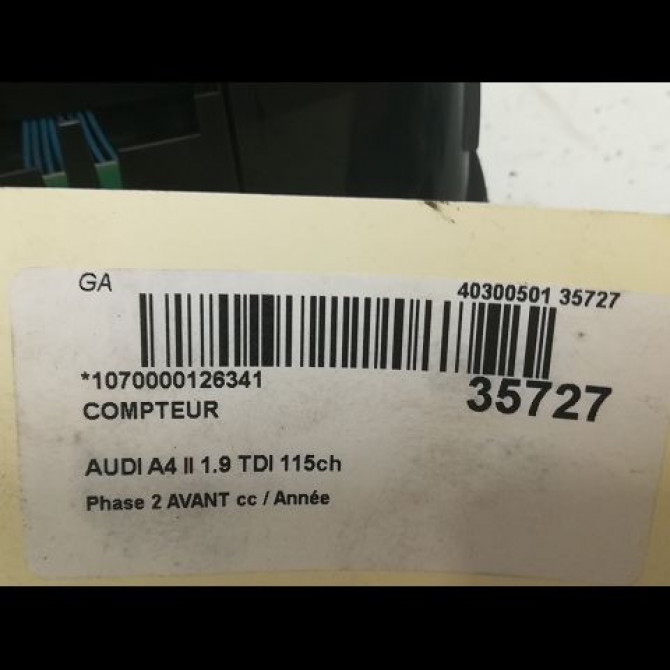 GA
40300501 35727
*1070000126341
35727
COMPTEUR
AUDI A4 II 1.9 TDI 115ch
Phase 2 AVANT cc / Année